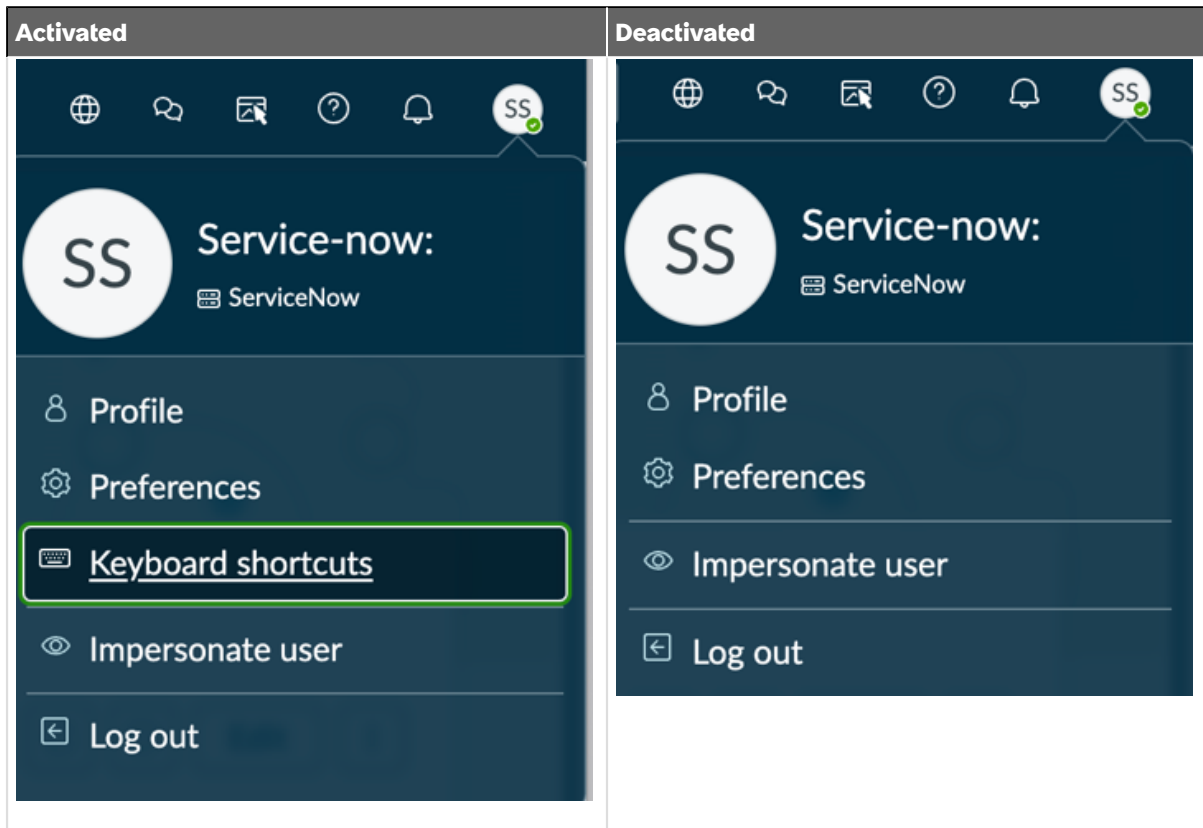 Activated
SS
SS
Service-now:
ServiceNow
Profile
Preferences
Keyboard shortcuts
Impersonate user
Log out
Deactivated
SS
SS
Service-now:
ServiceNow
Profile
Preferences
Impersonate user
Log out